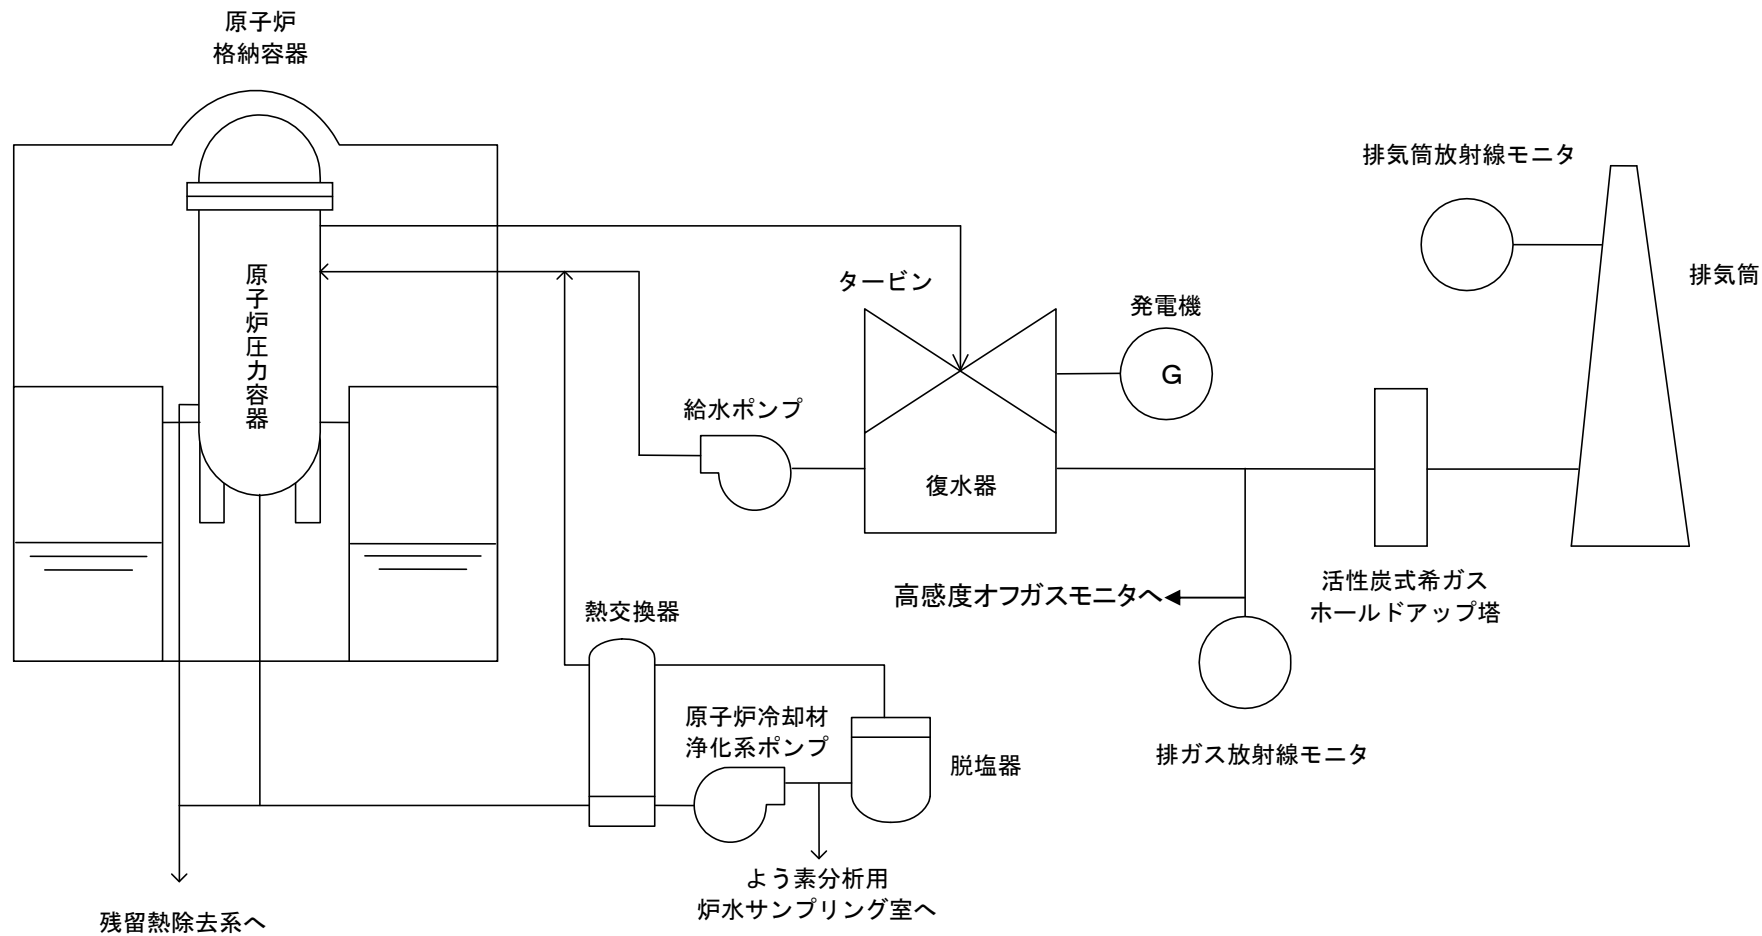 原子炉
格納容器
排気筒放射線モニタ
排気筒
原子炉圧力容器
タービン
発電機
G
給水ポンプ
復水器
高感度オフガスモニタへ
活性炭式希ガス
ホールドアップ塔
熱交換器
原子炉冷却材
浄化系ポンプ
脱塩器
排ガス放射線モニタ
よう素分析用
炉水サンプリング室へ
残留熱除去系へ